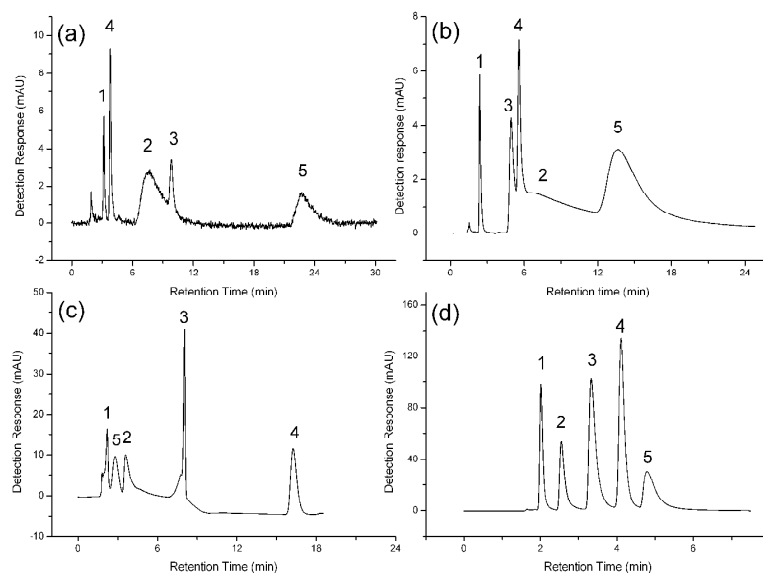 (a)
4
1
2
3
5
Detection Response (mAU)
10
8
6
4
2
0
-2
0 6 12 18 24 30
Retention Time (min)
(b)
4
1
3
2
5
Detection response (mAU)
8
6
4
2
0
0 6 12 18 24
Retention time (min)
(c)
3
1
5 2
4
Detection Response (mAU)
50
40
30
20
10
0
-10
0 6 12 18 24
Retention Time (min)
(d)
4
1
3
2
5
Detection Response (mAU)
160
120
80
40
0
0 2 4 6
Retention Time (min)